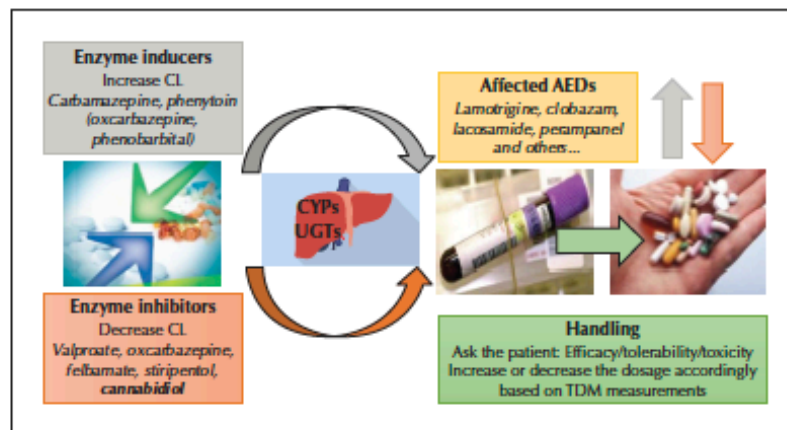 Enzyme inducers
Increase CL
Carbamazepine, phenytoin
(oxcarbazepine,
phenobarbital)
Affected AEDs
Lamotrigine, clobazam,
lacosamide, perampanel
and others...
CYPs
UGTs
Enzyme inhibitors
Decrease CL
Valproate, oxcarbazepine,
felbamate, stiripentol,
cannabidiol
Handling
Ask the patient: Efficacy/tolerability/toxicity
Increase or decrease the dosage accordingly
based on TDM measurements